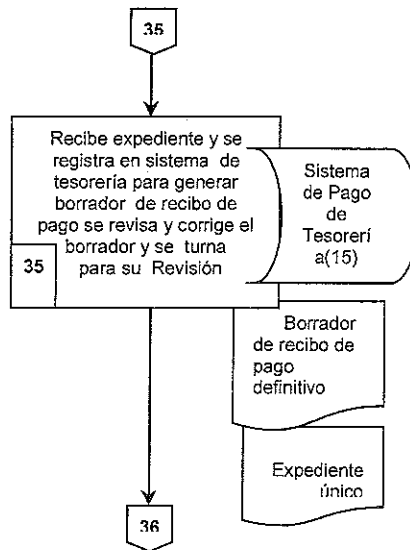 35
Recibe expediente y se
registra en sistema de
tesorería para generar
borrador de recibo de
pago se revisa y corrige el
borrador y se turna
para su Revisión
35
Sistema
de Pago
de
Tesorerí
a(15)
Borrador
de recibo de
pago
definitivo
Expediente
único
36